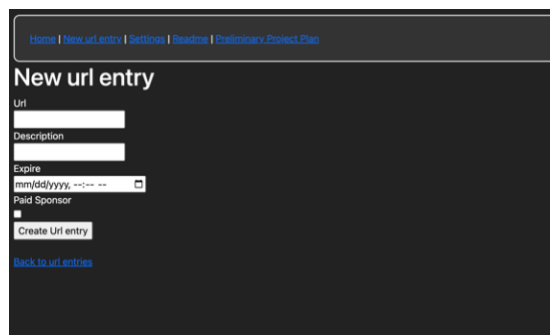 Home | New url entry | Settings | Readme | Preliminary Project Plan
New url entry
Url
Description
Expire
mm/dd/yyyy, --:-- --
Paid Sponsor
Create Url entry
Back to url entries